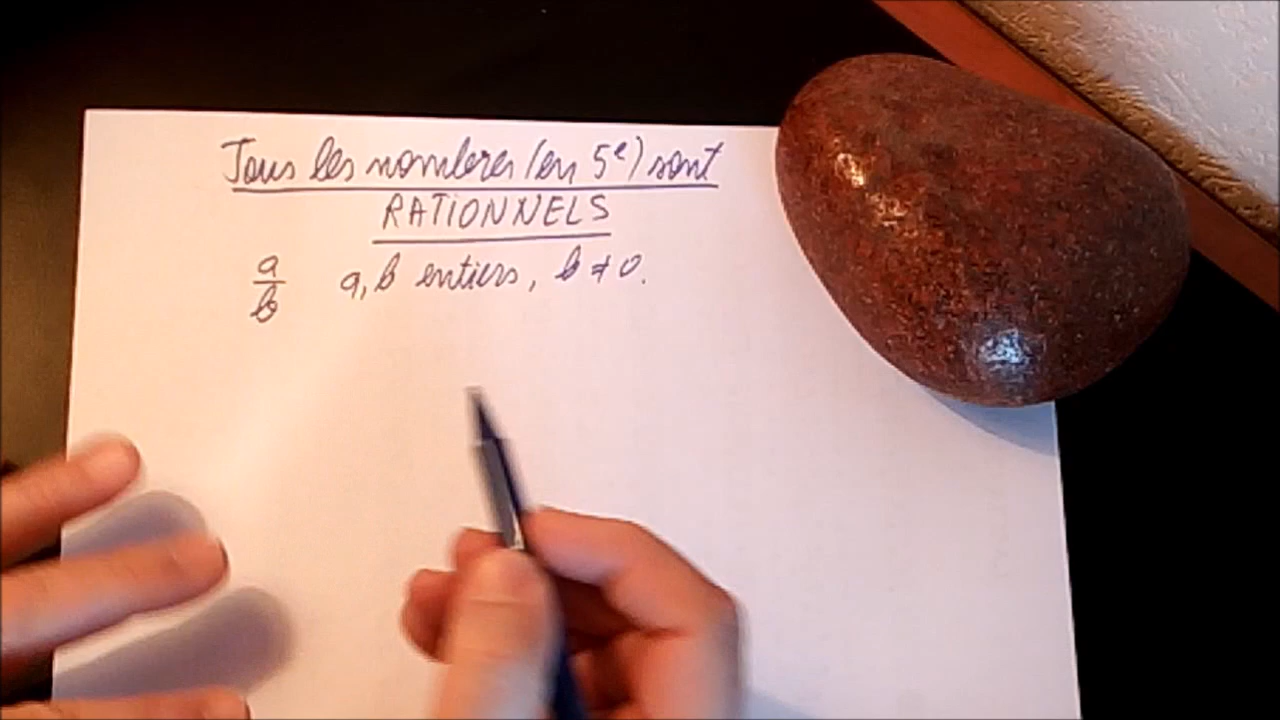 Tous les nombres (en 5e) sont
RATIONNELS
a/b a, b entiers, b ≠ 0.